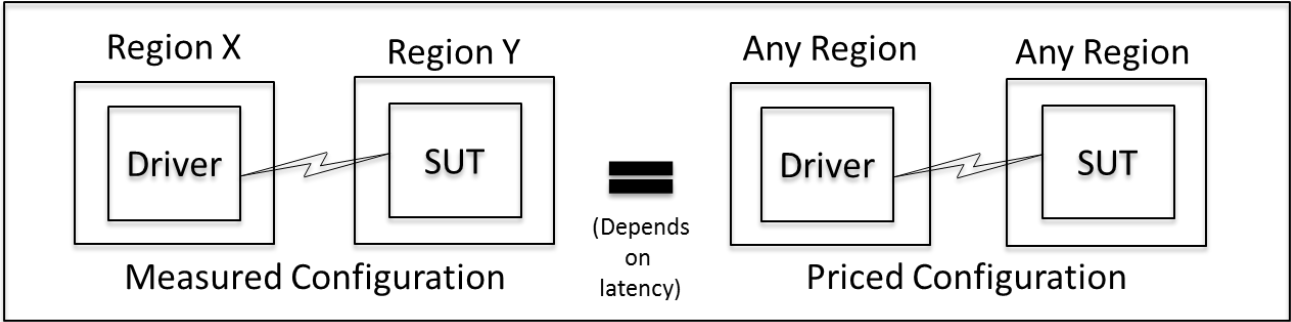 Region X
Region Y
Driver
SUT
Measured Configuration
(Depends
on
latency)
Any Region
Any Region
Driver
SUT
Priced Configuration